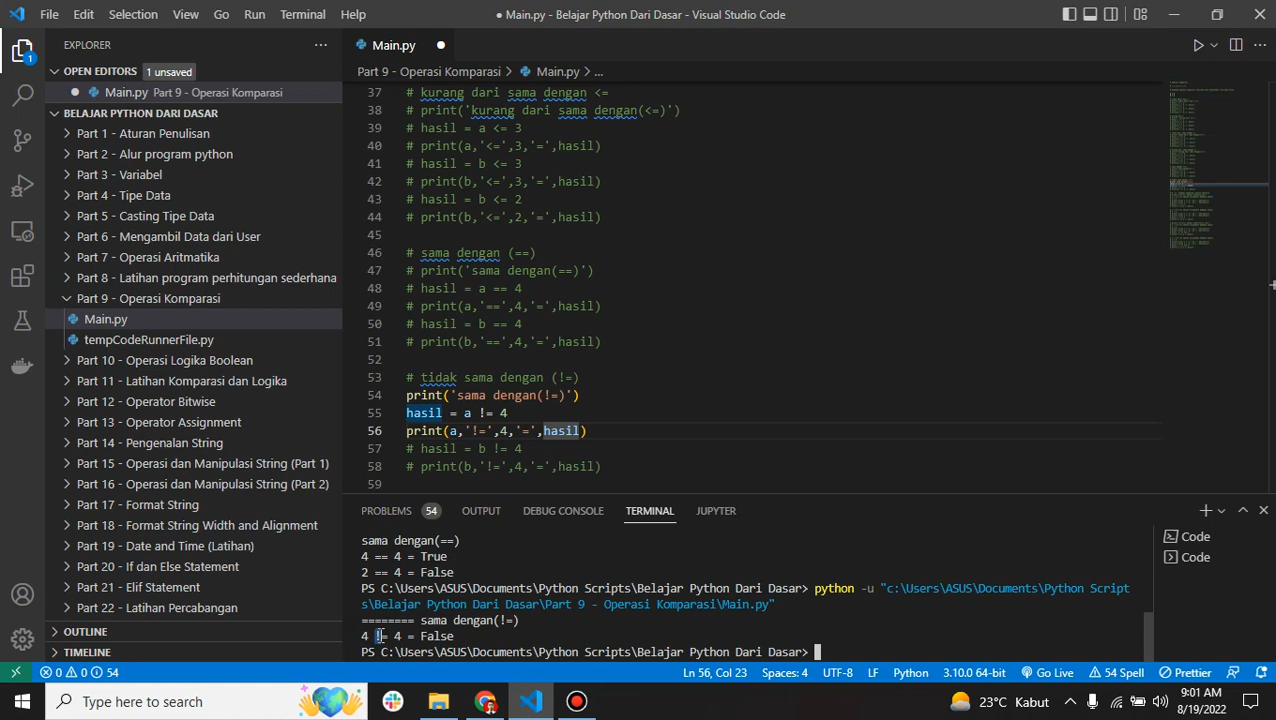 File Edit Selection View Go Run Terminal Help
● Main.py - Belajar Python Dari Dasar - Visual Studio Code
EXPLORER
OPEN EDITORS 1 unsaved
Main.py Part 9 - Operasi Komparasi
BELAJAR PYTHON DARI DASAR
Part 1 - Aturan Penulisan
Part 2 - Alur program python
Part 3 - Variabel
Part 4 - Tipe Data
Part 5 - Casting Tipe Data
Part 6 - Mengambil Data dari User
Part 7 - Operasi Aritmatika
Part 8 - Latihan program perhitungan sederhana
Part 9 - Operasi Komparasi
Main.py
tempCodeRunnerFile.py
Part 10 - Operasi Logika Boolean
Part 11 - Latihan Komparasi dan Logika
Part 12 - Operator Bitwise
Part 13 - Operator Assignment
Part 14 - Pengenalan String
Part 15 - Operasi dan Manipulasi String (Part 1)
Part 16 - Operasi dan Manipulasi String (Part 2)
Part 17 - Format String
Part 18 - Format String Width and Alignment
Part 19 - Date and Time (Latihan)
Part 20 - If dan Else Statement
Part 21 - Elif Statement
Part 22 - Latihan Percabangan
OUTLINE
TIMELINE
1
Main.py
Part 9 - Operasi Komparasi > Main.py > ...
37 # kurang dari sama dengan <=
38 # print('kurang dari sama dengan(<=)')
39 # hasil = a <= 3
40 # print(a,'<=',3,'=',hasil)
41 # hasil = b <= 3
42 # print(b,'<=',3,'=',hasil)
43 # hasil = b <= 2
44 # print(b,'<=',2,'=',hasil)
45
46 # sama dengan (==)
47 # print('sama dengan(==)')
48 # hasil = a == 4
49 # print(a,'==',4,'=',hasil)
50 # hasil = b == 4
51 # print(b,'==',4,'=',hasil)
52
53 # tidak sama dengan (!=)
54 print('sama dengan(!=)')
55 hasil = a != 4
56 print(a,'!=',4,'=',hasil)
57 # hasil = b != 4
58 # print(b,'!=',4,'=',hasil)
59
PROBLEMS 54 OUTPUT DEBUG CONSOLE TERMINAL JUPYTER
sama dengan(==)
4 == 4 = True
2 == 4 = False
PS C:\Users\ASUS\Documents\Python Scripts\Belajar Python Dari Dasar> python -u "c:\Users\ASUS\Documents\Python Script
s\Belajar Python Dari Dasar\Part 9 - Operasi Komparasi\Main.py"
======== sama dengan(!=)
4 != 4 = False
PS C:\Users\ASUS\Documents\Python Scripts\Belajar Python Dari Dasar>
Code
Code
0 0 54
Ln 56, Col 23 Spaces: 4 UTF-8 LF Python 3.10.0 64-bit Go Live 54 Spell Prettier
Type here to search
23°C Kabut
9:01 AM
8/19/2022